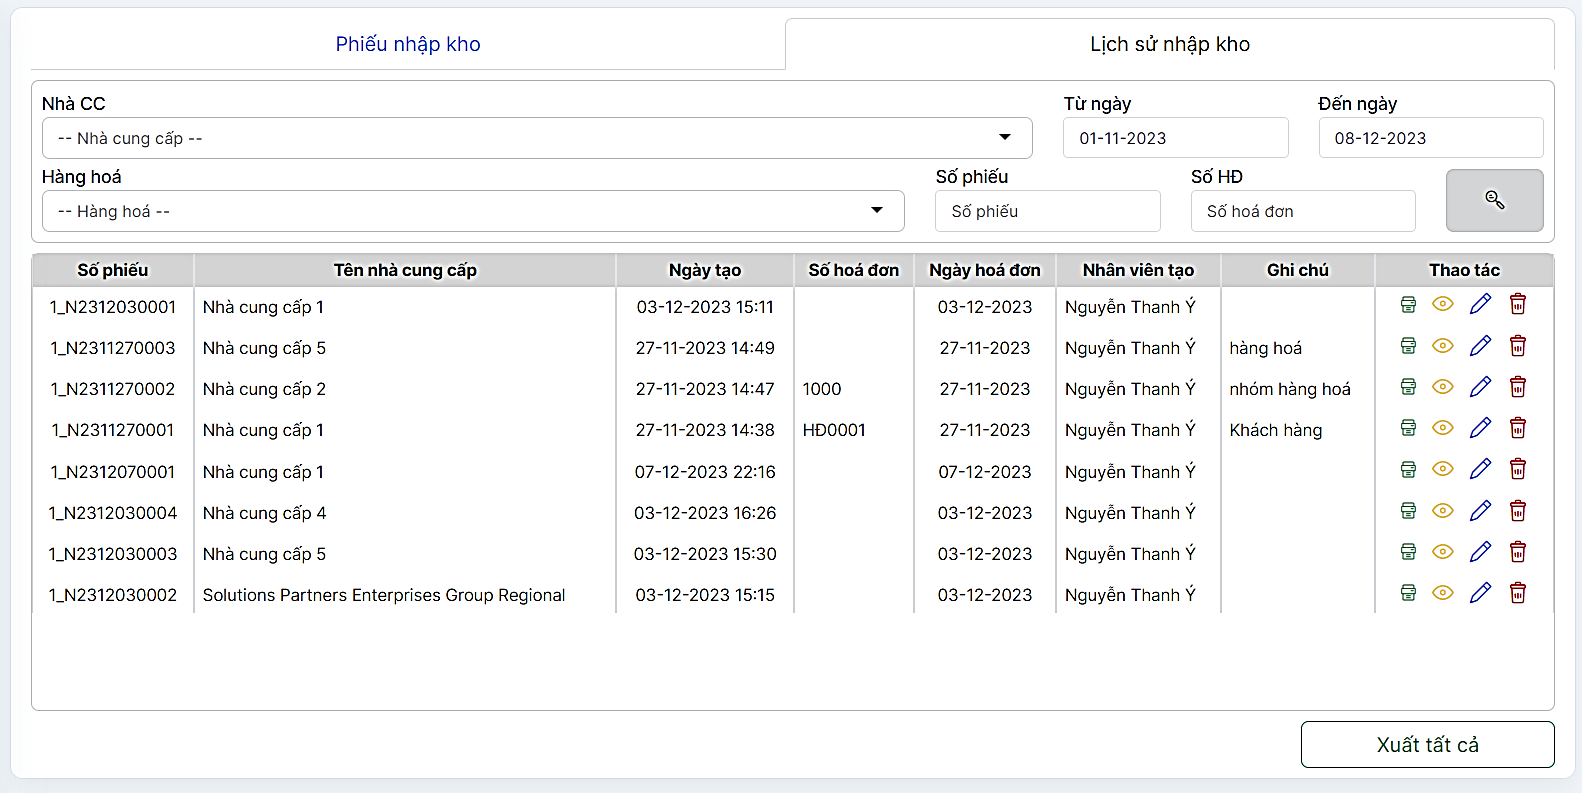 Phiếu nhập kho
Lịch sử nhập kho
Nhà CC
Từ ngày
Đến ngày
-- Nhà cung cấp --
01-11-2023
08-12-2023
Hàng hoá
Số phiếu
Số HĐ
-- Hàng hoá --
Số phiếu
Số hoá đơn
Số phiếu Tên nhà cung cấp Ngày tạo Số hoá đơn Ngày hoá đơn Nhân viên tạo Ghi chú Thao tác
1_N2312030001 Nhà cung cấp 1 03-12-2023 15:11 03-12-2023 Nguyễn Thanh Ý
1_N2311270003 Nhà cung cấp 5 27-11-2023 14:49 27-11-2023 Nguyễn Thanh Ý hàng hoá
1_N2311270002 Nhà cung cấp 2 27-11-2023 14:47 1000 27-11-2023 Nguyễn Thanh Ý nhóm hàng hoá
1_N2311270001 Nhà cung cấp 1 27-11-2023 14:38 HĐ0001 27-11-2023 Nguyễn Thanh Ý Khách hàng
1_N2312070001 Nhà cung cấp 1 07-12-2023 22:16 07-12-2023 Nguyễn Thanh Ý
1_N2312030004 Nhà cung cấp 4 03-12-2023 16:26 03-12-2023 Nguyễn Thanh Ý
1_N2312030003 Nhà cung cấp 5 03-12-2023 15:30 03-12-2023 Nguyễn Thanh Ý
1_N2312030002 Solutions Partners Enterprises Group Regional 03-12-2023 15:15 03-12-2023 Nguyễn Thanh Ý
Xuất tất cả